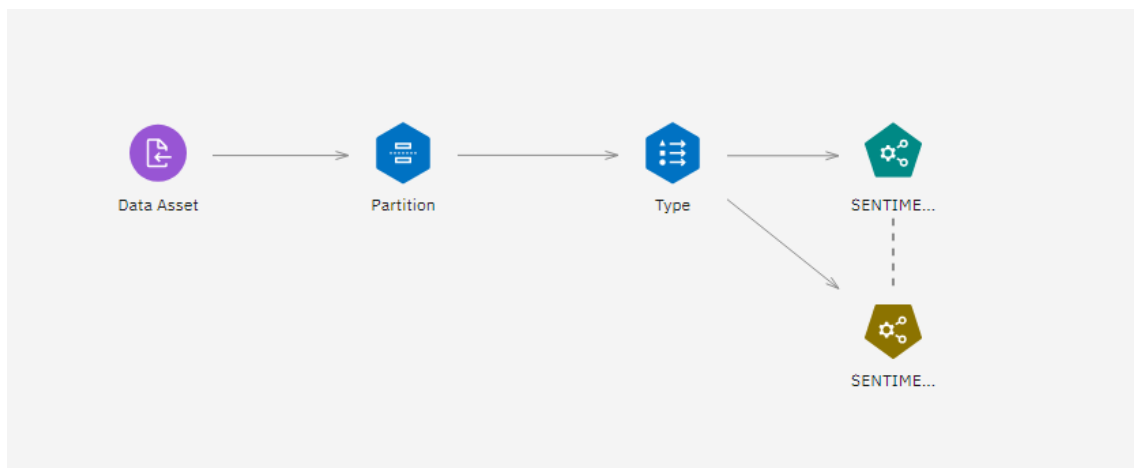 Data Asset
Partition
Type
SENTIME...
SENTIME...